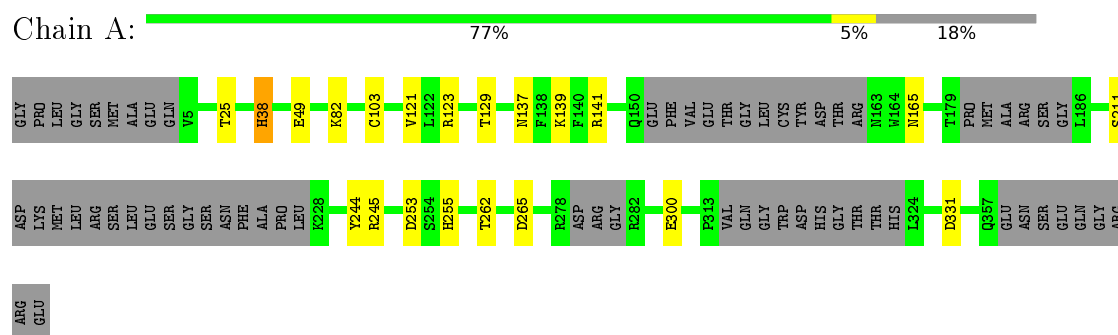 Chain A:
77% 5% 18%
GLY PRO LEU GLY SER MET ALA GLU GLN V5 T25 H38 E49 K82 C103 V121 L122 R123 T129 N137 F138 K139 F140 R141 Q150 GLU PHE VAL GLU THR GLY LEU CYS TYR ASP THR ARG N163 W164 N165 T179 PRO MET ALA ARG SER GLY L186 S211
ASP LYS MET LEU ARG SER LEU GLU SER GLY SER ASN PHE ALA PRO LEU K228 Y244 R245 D253 S254 H255 T262 D265 R278 ASP ARG GLY R282 E300 P313 VAL GLN GLY TRP ASP HIS GLY THR THR HIS L324 D331 Q357 GLU ASN SER GLU GLN GLY ARG
ARG GLU